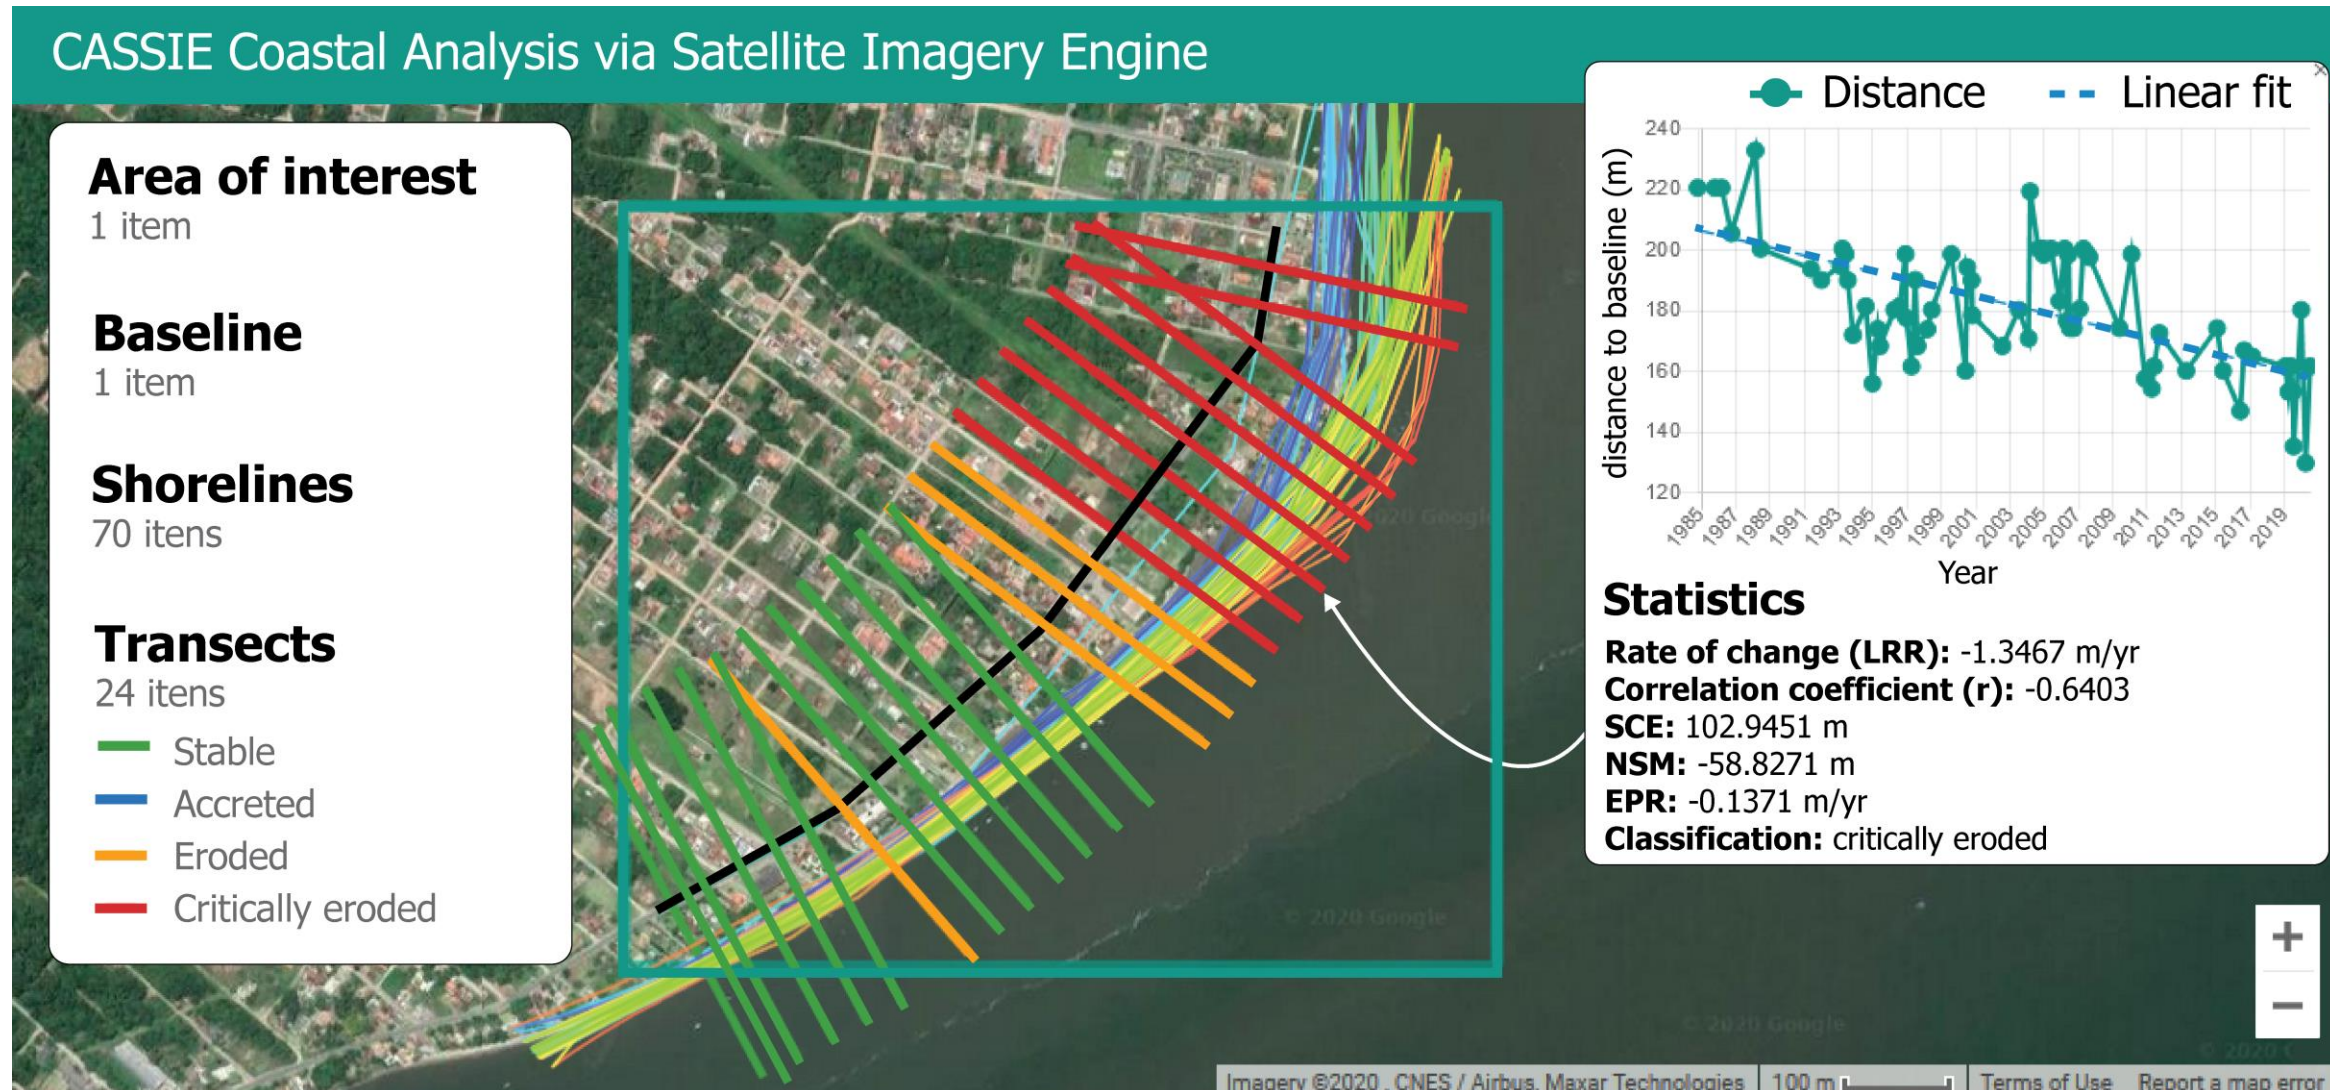 CASSIE Coastal Analysis via Satellite Imagery Engine
Area of interest
1 item
Baseline
1 item
Shorelines
70 itens
Transects
24 itens
Stable
Accreted
Eroded
Critically eroded
Distance
Linear fit
distance to baseline (m)
240
220
200
180
160
140
120
1985
1987
1989
1991
1993
1995
1997
1999
2001
2003
2005
2007
2009
2011
2013
2015
2017
2019
Year
Statistics
Rate of change (LRR): -1.3467 m/yr
Correlation coefficient (r): -0.6403
SCE: 102.9451 m
NSM: -58.8271 m
EPR: -0.1371 m/yr
Classification: critically eroded
2020 Google
© 2020 Google
© 2020 Google
© 2020
+
−
Imagery ©2020 , CNES / Airbus, Maxar Technologies
100 m
Terms of Use
Report a map error